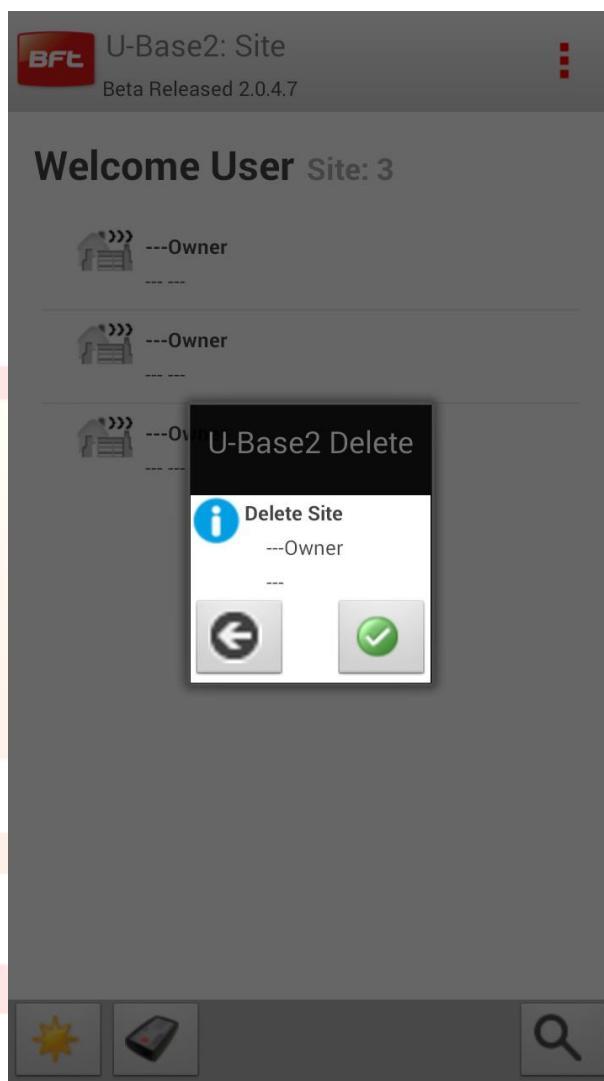 BFt U-Base2: Site
Beta Released 2.0.4.7
Welcome User Site: 3
---Owner
--- ---
---Owner
--- ---
---Ow
--- ---
U-Base2 Delete
Delete Site
---Owner
---